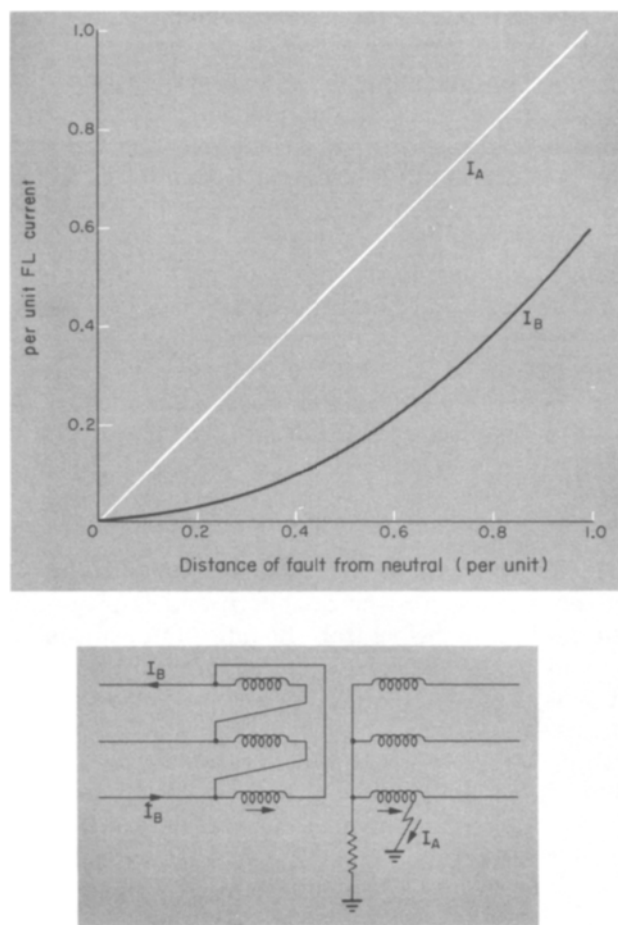 1.0
0.8
0.6
0.4
0.2
0
0.2
0.4
0.6
0.8
1.0
per unit FL current
I_A
I_B
Distance of fault from neutral (per unit)
I_B
I_B
I_A